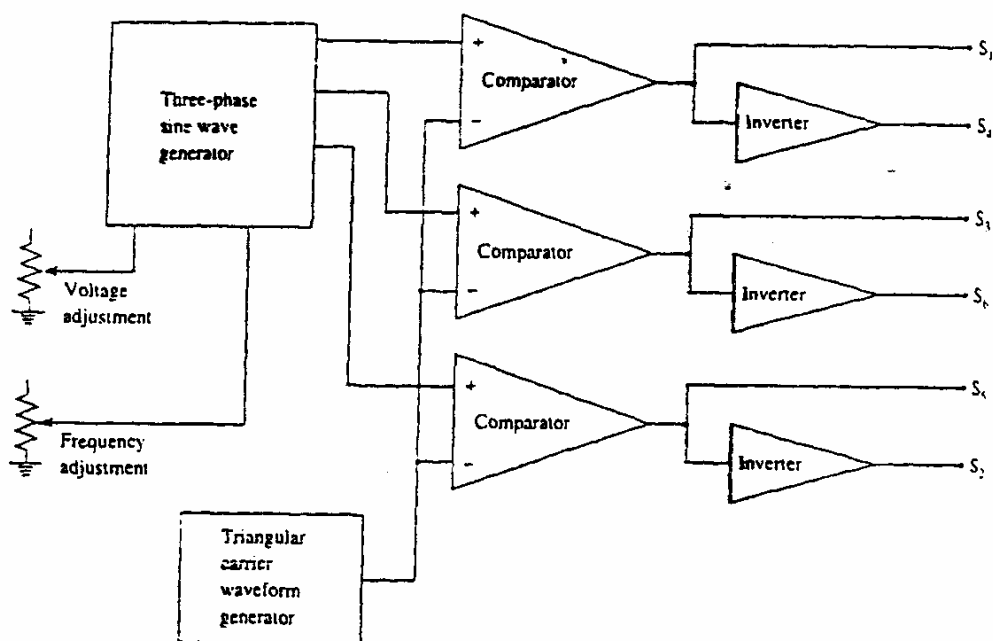 Three-phase
sine wave
generator
+
Comparator
−
S₁
Inverter
S₄
+
Comparator
−
S₃
Inverter
S₆
Voltage
adjustment
+
Comparator
−
S₅
Inverter
S₂
Frequency
adjustment
Triangular
carrier
waveform
generator